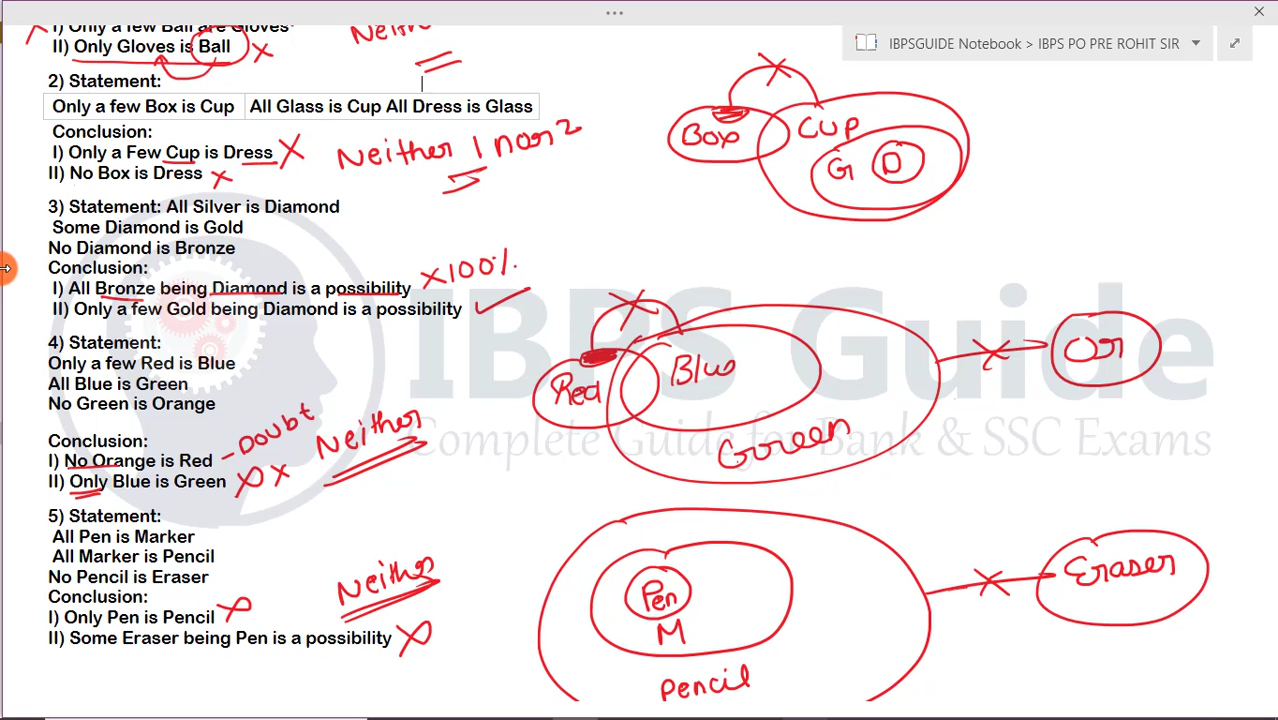 IBPSGUIDE Notebook > IBPS PO PRE ROHIT SIR
I) Only a few Ball are Gloves
II) Only Gloves is Ball
2) Statement:
Only a few Box is Cup All Glass is Cup All Dress is Glass
Conclusion:
I) Only a Few Cup is Dress
II) No Box is Dress
Neither 1 nor 2
Box CUP
G D
3) Statement: All Silver is Diamond
Some Diamond is Gold
No Diamond is Bronze
Conclusion:
I) All Bronze being Diamond is a possibility
×100%
II) Only a few Gold being Diamond is a possibility
IBPS Guide
Complete Guide for Bank & SSC Exams
4) Statement:
Only a few Red is Blue
All Blue is Green
No Green is Orange
Conclusion:
I) No Orange is Red
- Doubt
II) Only Blue is Green
Neither
Red Blue
Green
Or
5) Statement:
All Pen is Marker
All Marker is Pencil
No Pencil is Eraser
Conclusion:
I) Only Pen is Pencil
II) Some Eraser being Pen is a possibility
Neither
Pen
M
Pencil
Eraser